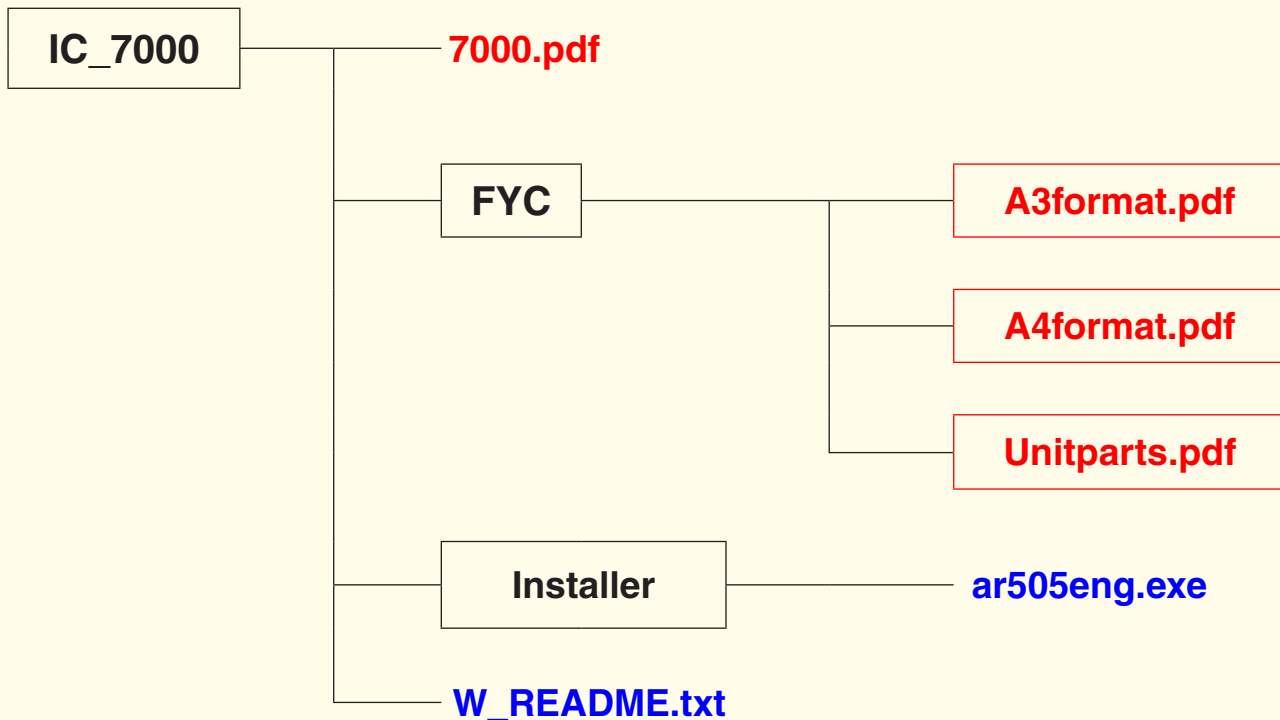 IC_7000
7000.pdf
FYC
A3format.pdf
A4format.pdf
Unitparts.pdf
Installer
ar505eng.exe
W_README.txt